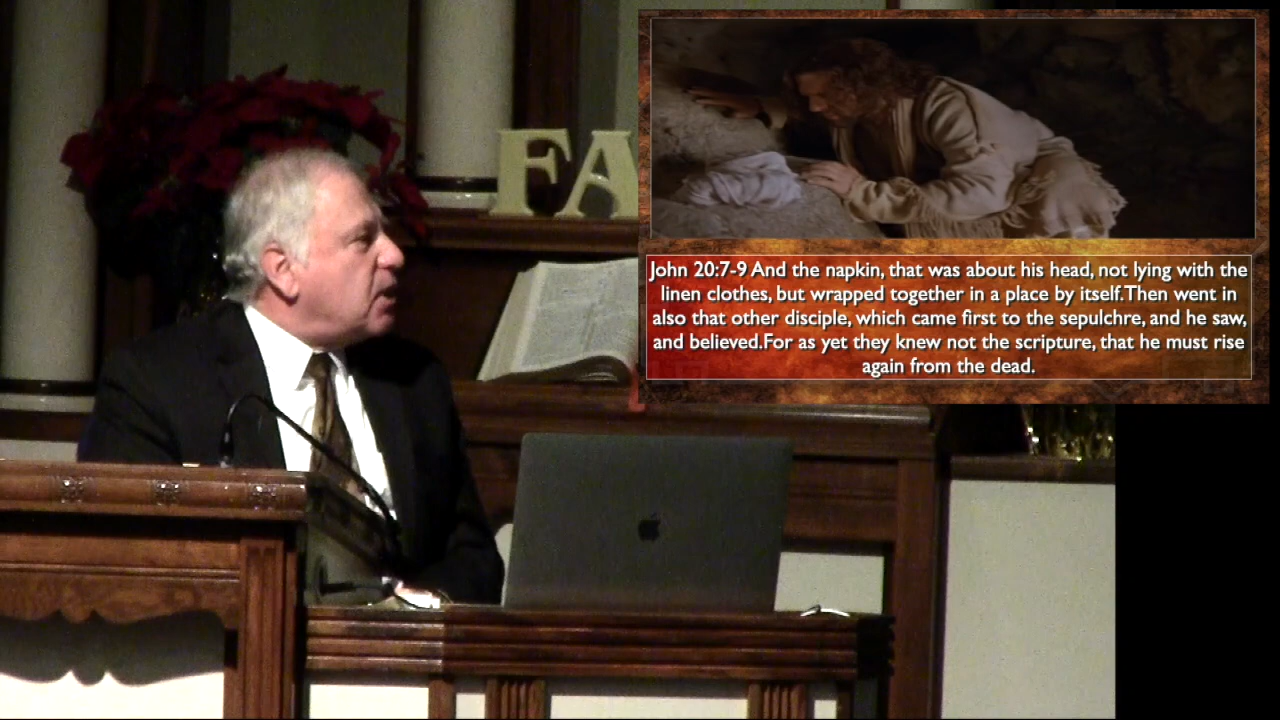 FA
John 20:7-9 And the napkin, that was about his head, not lying with the
linen clothes, but wrapped together in a place by itself.Then went in
also that other disciple, which came first to the sepulchre, and he saw,
and believed.For as yet they knew not the scripture, that he must rise
again from the dead.